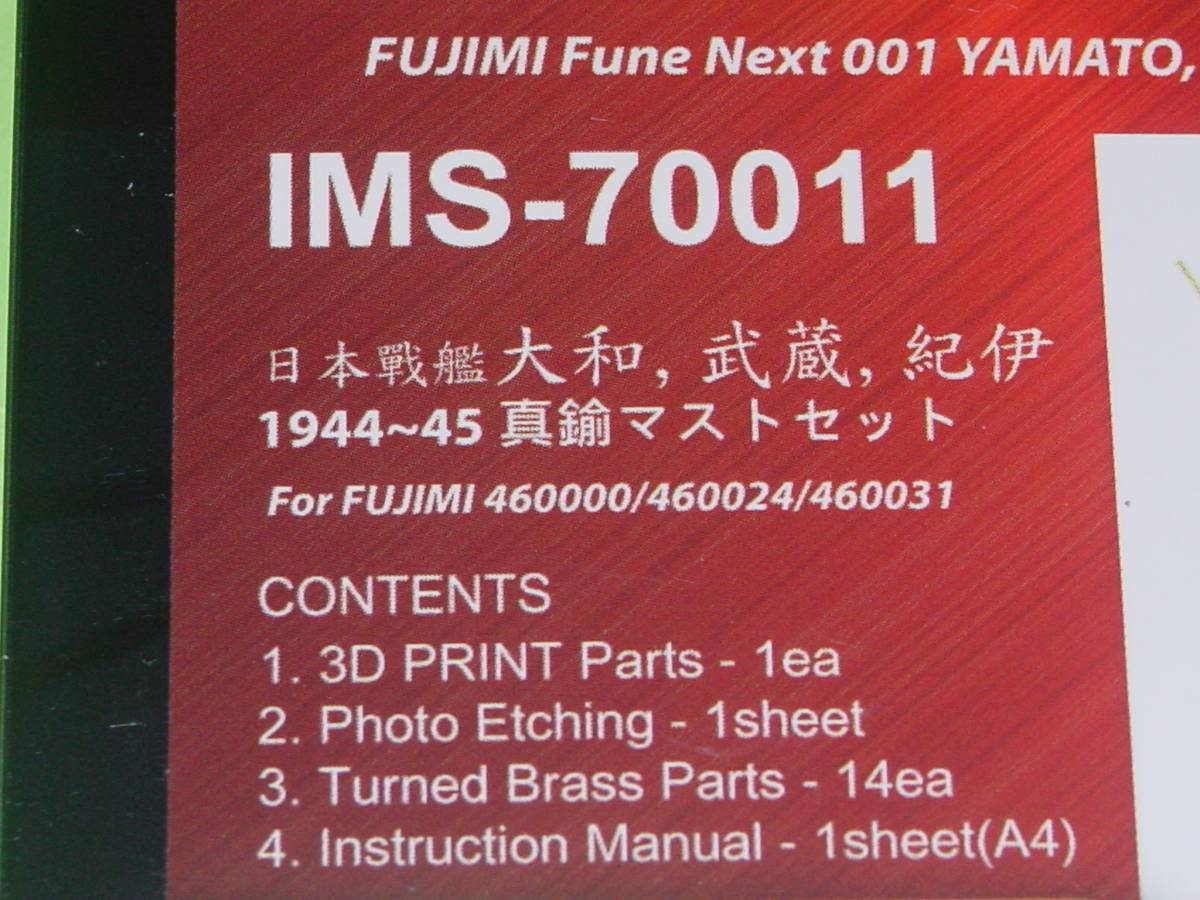 FUJIMI Fune Next 001 YAMATO,
IMS-70011
日本戰艦大和, 武蔵, 紀伊
1944~45 真鍮マストセット
For FUJIMI 460000/460024/460031
CONTENTS
1. 3D PRINT Parts - 1ea
2. Photo Etching - 1sheet
3. Turned Brass Parts - 14ea
4. Instruction Manual - 1sheet(A4)